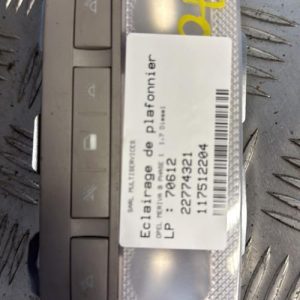 SARL MULTISERVICES
Eclairage de plafonnier
OPEL MERIVA B PHASE 1 1.7 Diesel
LP : 70612
22774321
117512204